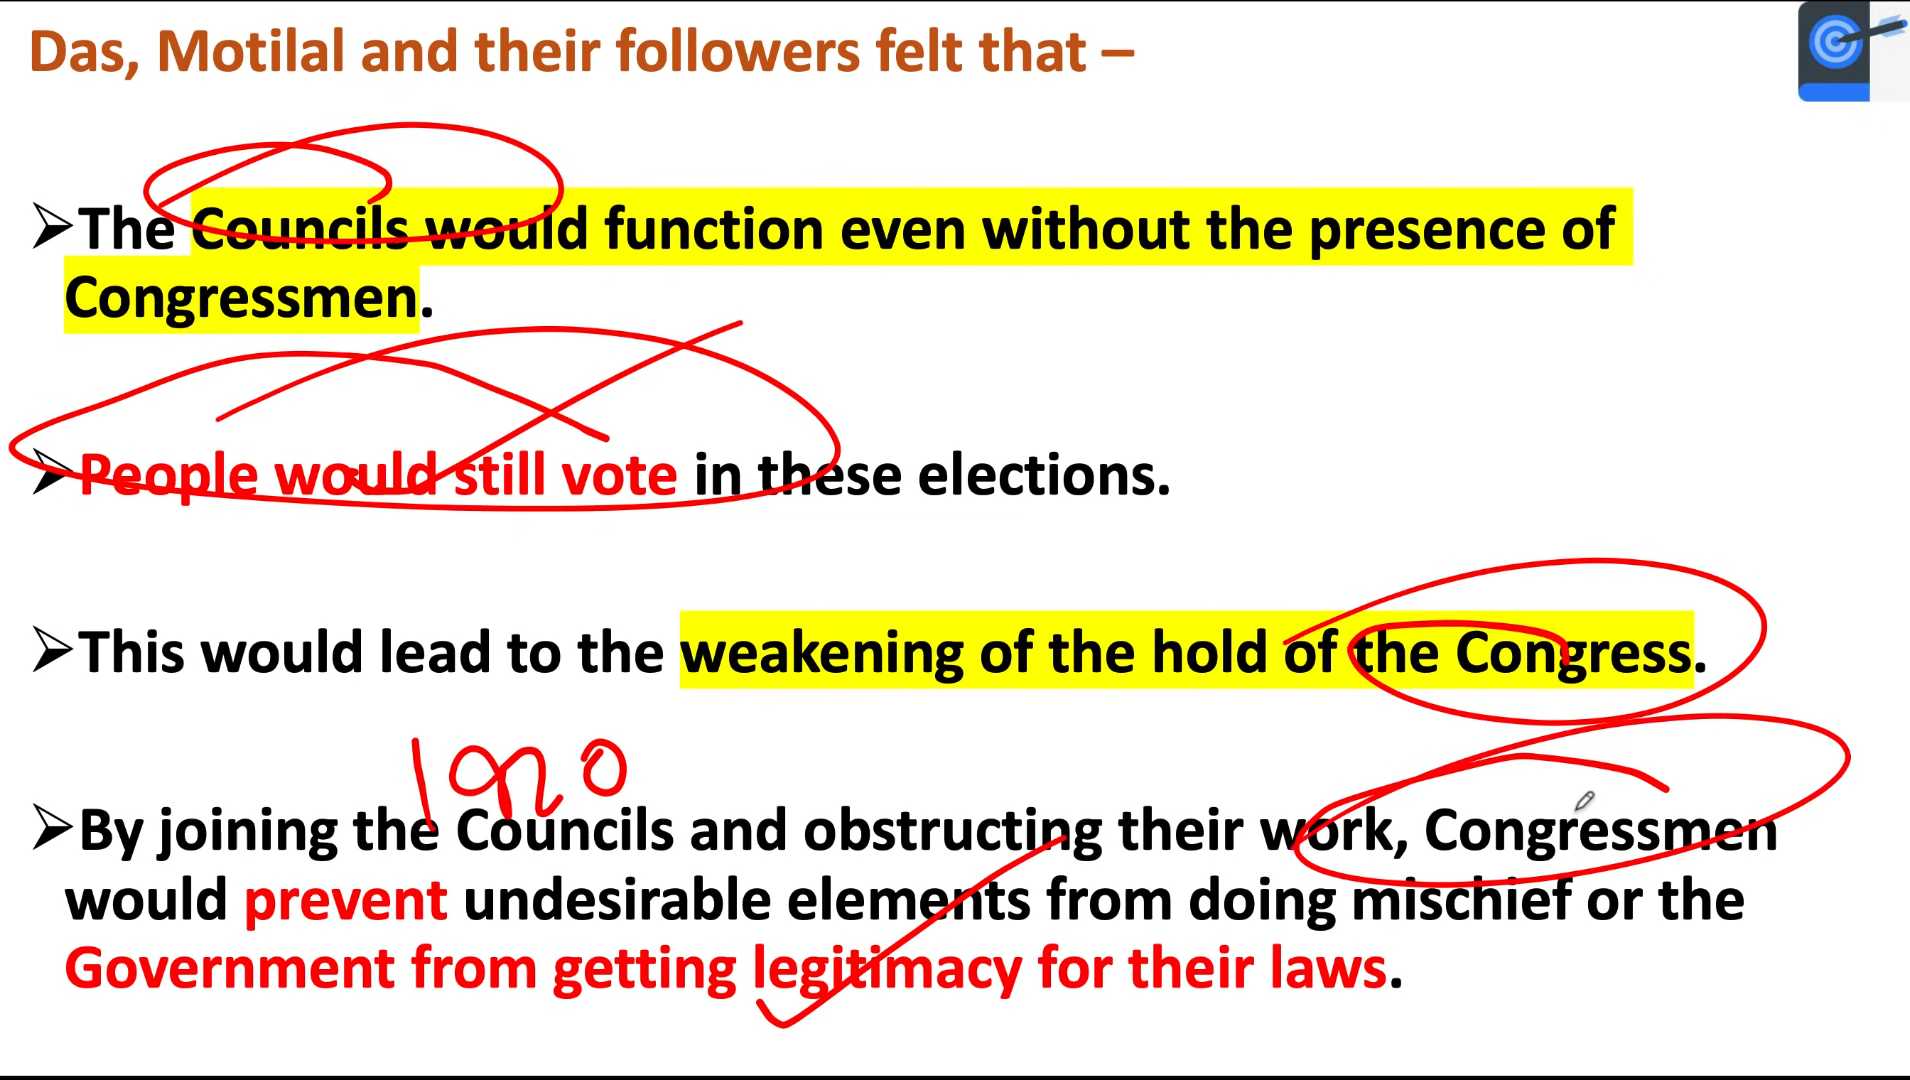 Das, Motilal and their followers felt that –
➢The Councils would function even without the presence of
Congressmen.
➢People would still vote in these elections.
➢This would lead to the weakening of the hold of the Congress.
1920
➢By joining the Councils and obstructing their work, Congressmen
would prevent undesirable elements from doing mischief or the
Government from getting legitimacy for their laws.